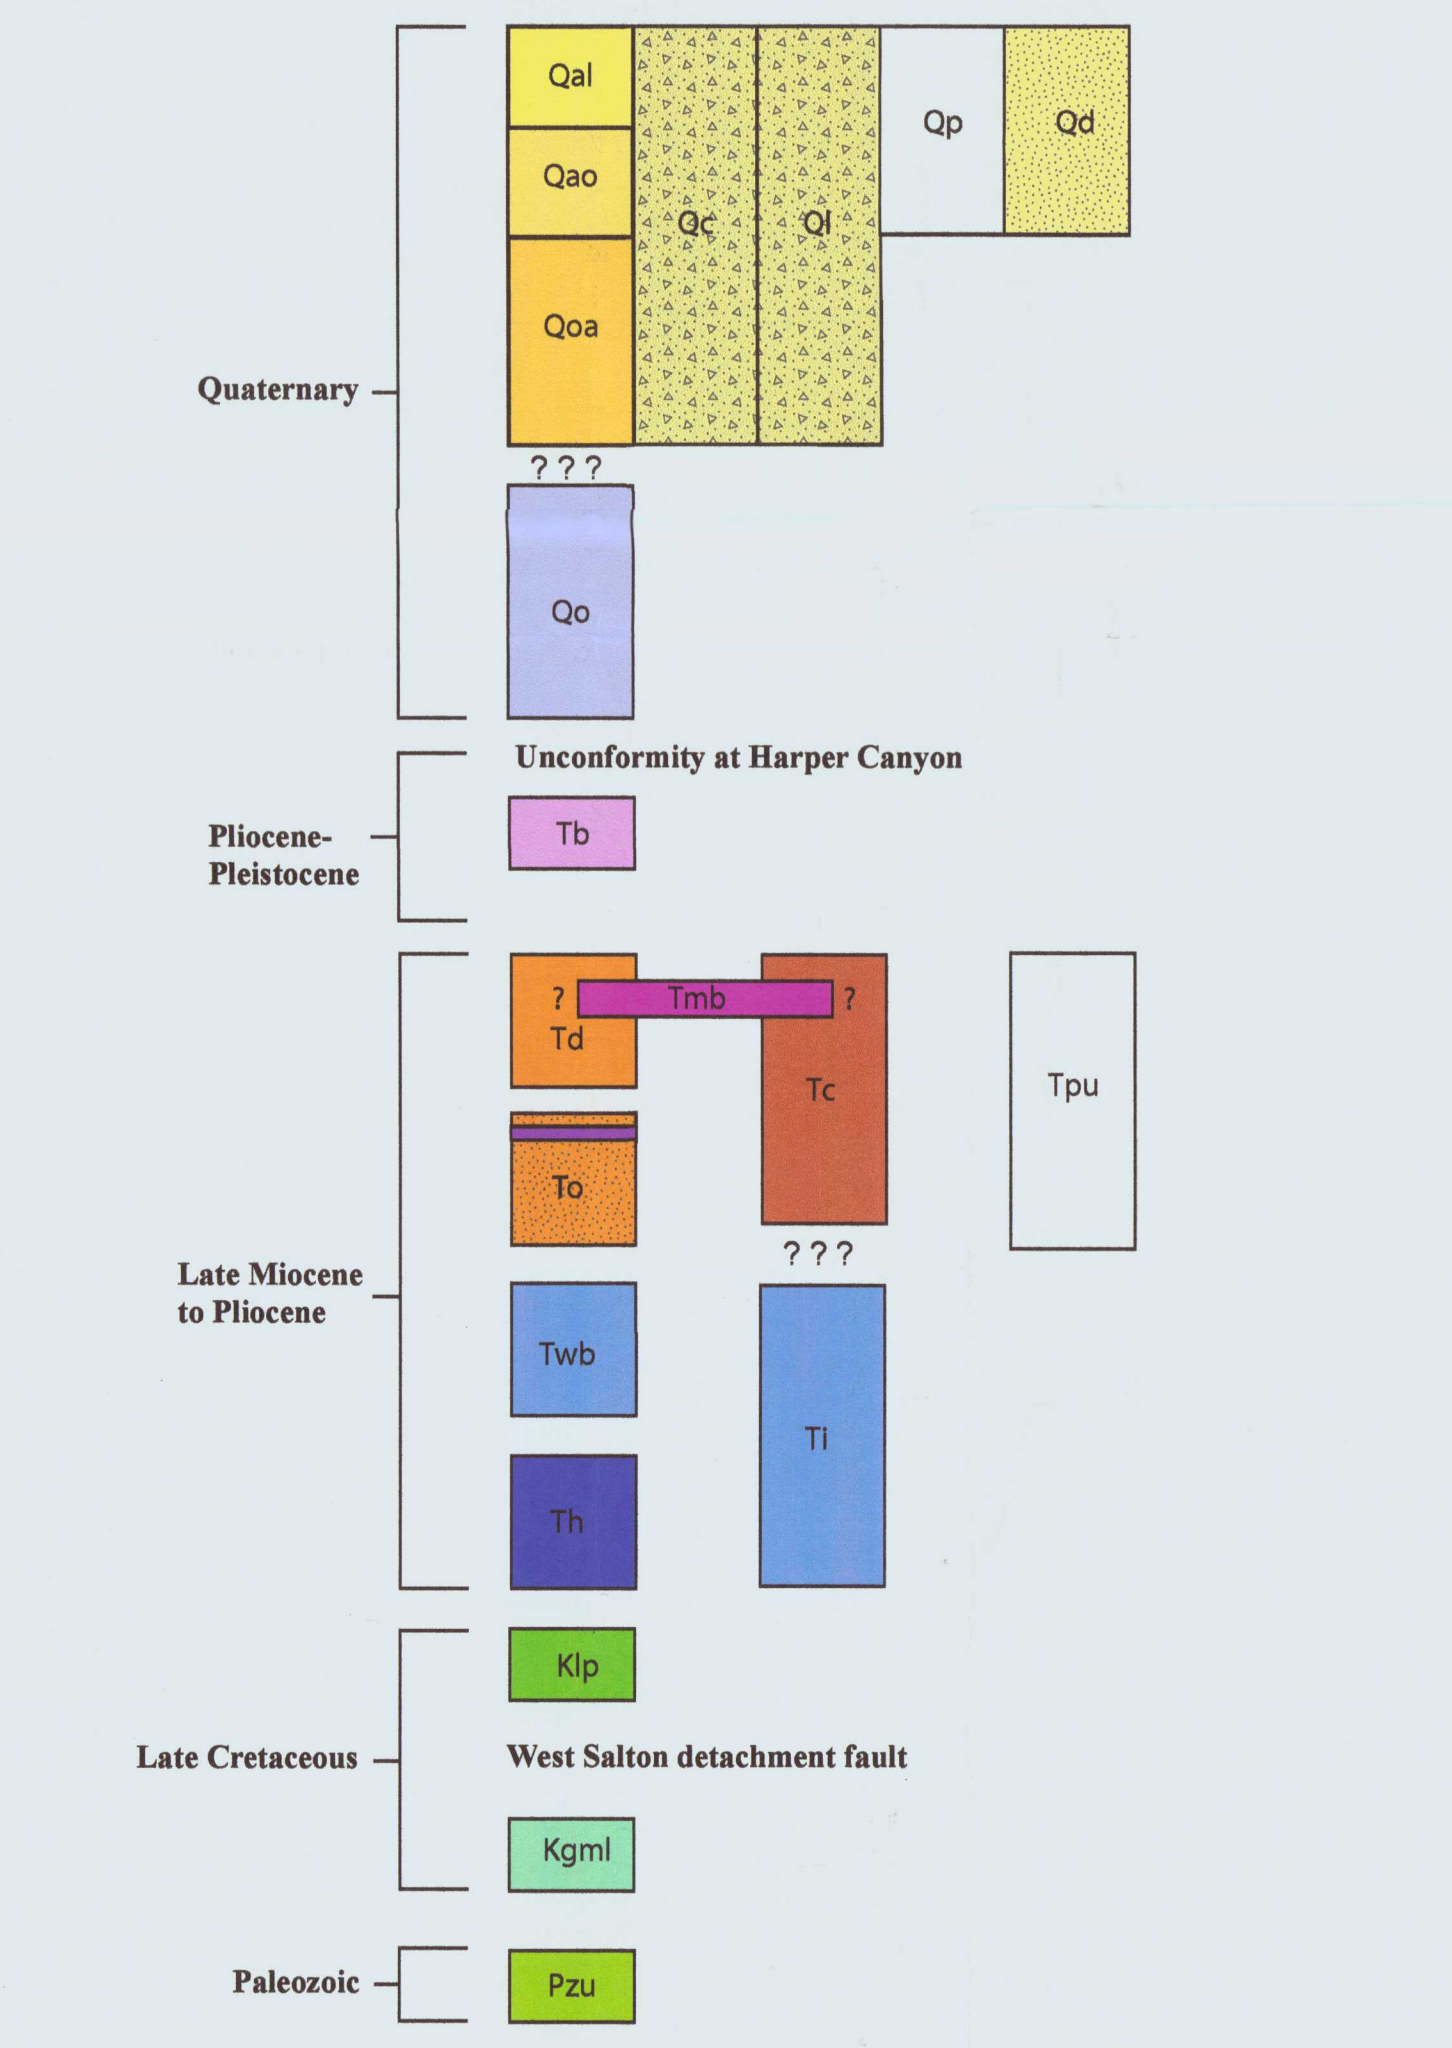 Qal
Qp
Qd
Qao
Qc
Ql
Qoa
Quaternary
? ? ?
Qo
Unconformity at Harper Canyon
Pliocene-
Pleistocene
Tb
? Tmb ?
Td
Tc
Tpu
To
? ? ?
Late Miocene
to Pliocene
Twb
Ti
Th
Klp
Late Cretaceous
West Salton detachment fault
Kgml
Paleozoic
Pzu